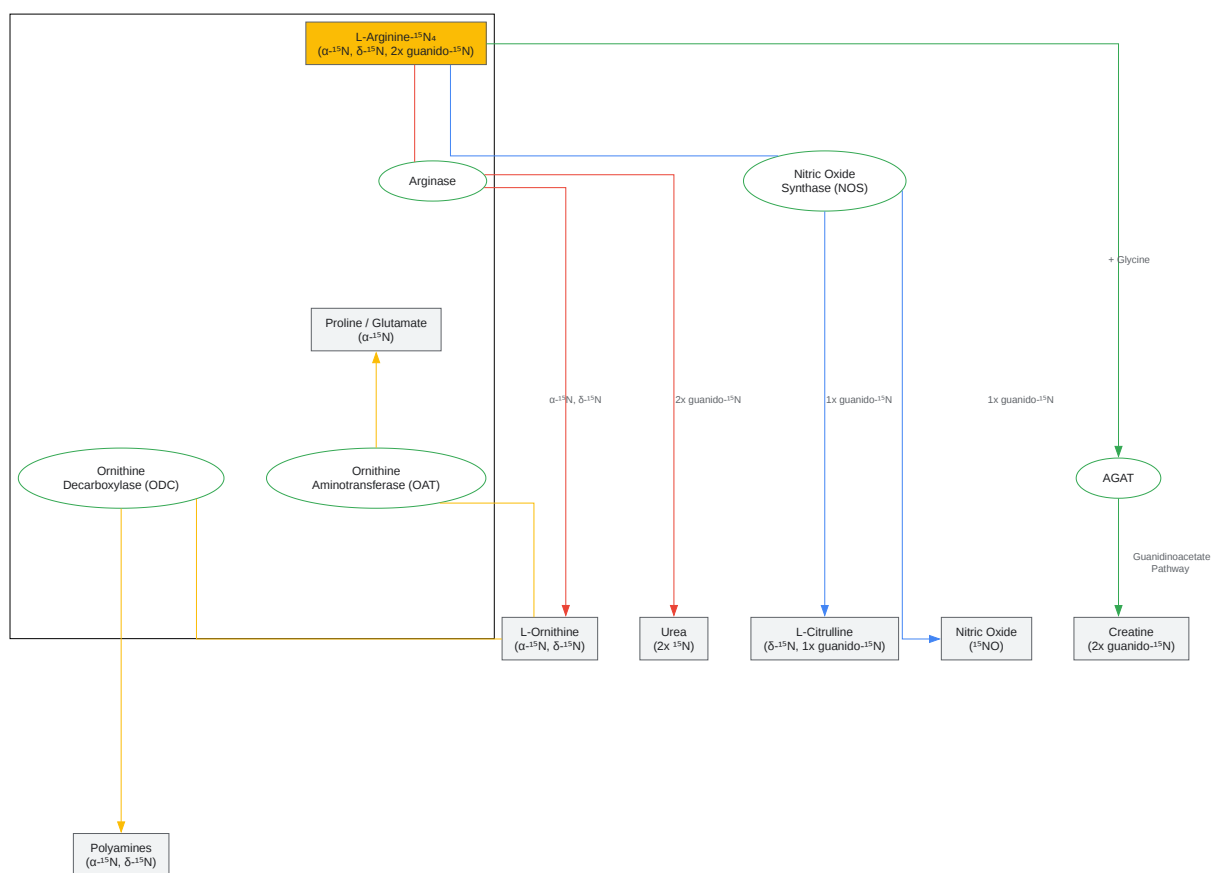 L-Arginine-¹⁵N₄
(α-¹⁵N, δ-¹⁵N, 2x guanido-¹⁵N)
Arginase
Nitric Oxide
Synthase (NOS)
+ Glycine
Proline / Glutamate
(α-¹⁵N)
α-¹⁵N, δ-¹⁵N
2x guanido-¹⁵N
1x guanido-¹⁵N
1x guanido-¹⁵N
Ornithine
Decarboxylase (ODC)
Ornithine
Aminotransferase (OAT)
AGAT
Guanidinoacetate
Pathway
L-Ornithine
(α-¹⁵N, δ-¹⁵N)
Urea
(2x ¹⁵N)
L-Citrulline
(δ-¹⁵N, 1x guanido-¹⁵N)
Nitric Oxide
(¹⁵NO)
Creatine
(2x guanido-¹⁵N)
Polyamines
(α-¹⁵N, δ-¹⁵N)